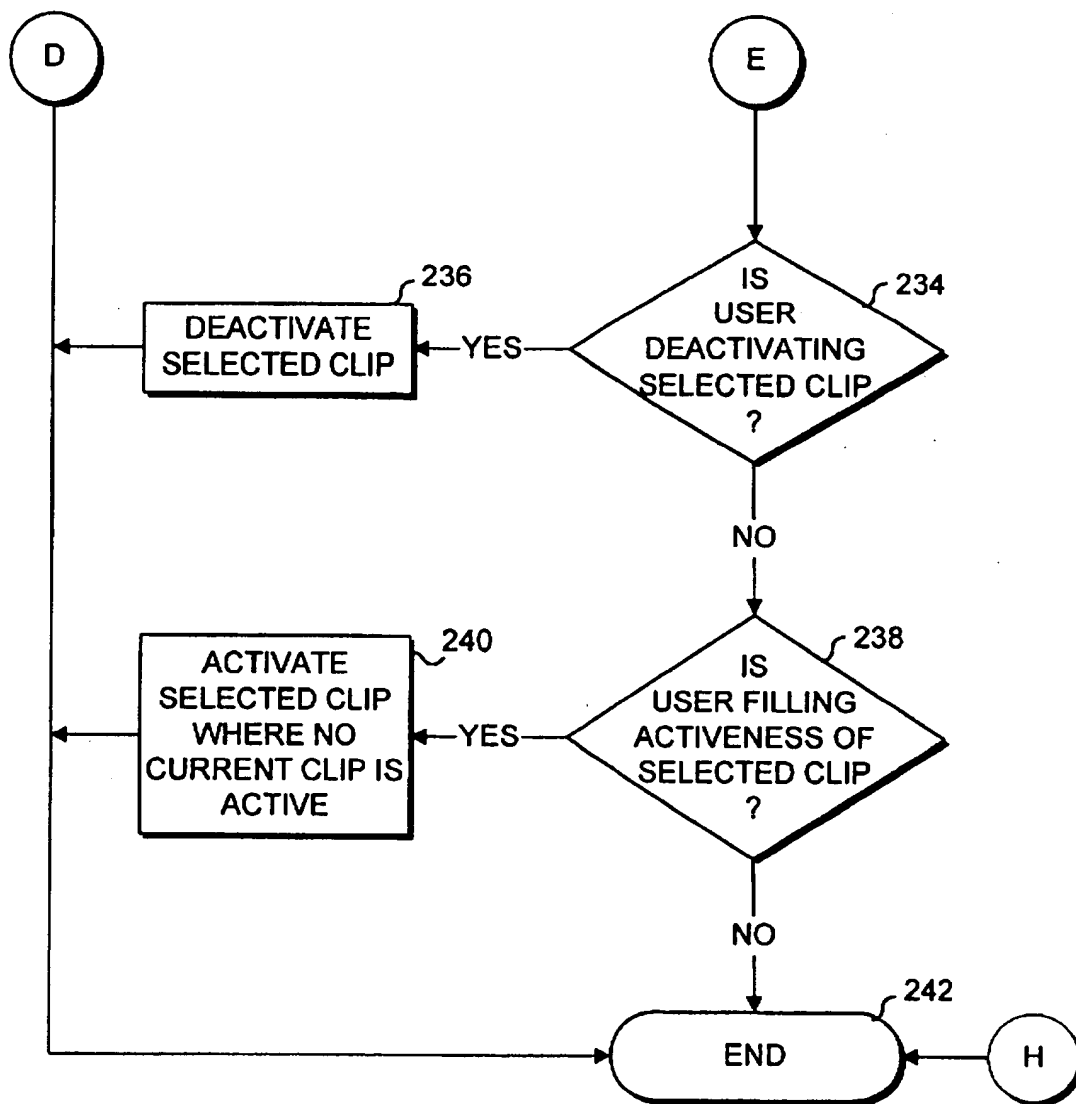 D
E
236
DEACTIVATE
SELECTED CLIP
YES
IS
USER
DEACTIVATING
SELECTED CLIP
?
234
NO
240
ACTIVATE
SELECTED CLIP
WHERE NO
CURRENT CLIP IS
ACTIVE
YES
IS
USER FILLING
ACTIVENESS OF
SELECTED CLIP
?
238
NO
242
END
H